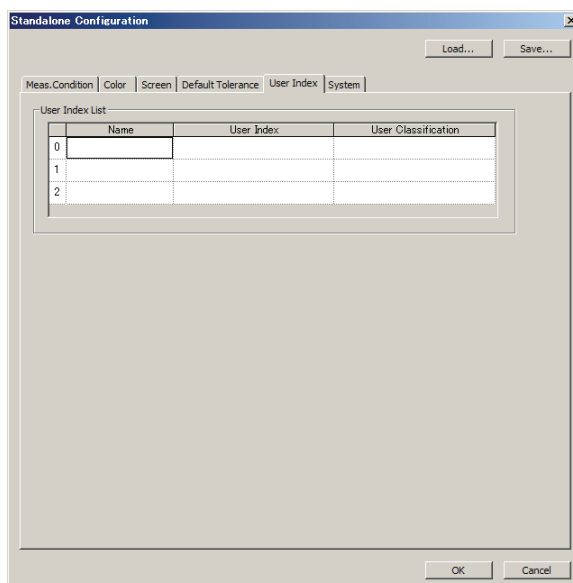 Standalone Configuration
Load... Save...
Meas.Condition Color Screen Default Tolerance User Index System
User Index List
Name User Index User Classification
0
1
2
OK Cancel